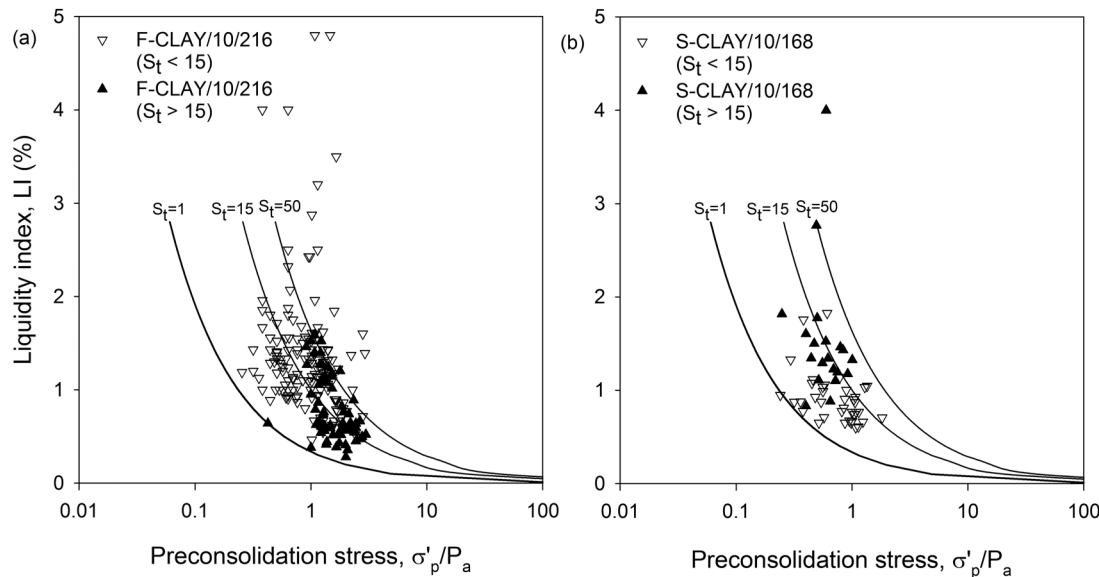 (a)
F-CLAY/10/216
(St < 15)
F-CLAY/10/216
(St > 15)
St=1
St=15
St=50
5
4
3
2
1
0
0.01
0.1
1
10
100
Liquidity index, LI (%)
Preconsolidation stress, σ'p/Pa
(b)
S-CLAY/10/168
(St < 15)
S-CLAY/10/168
(St > 15)
St=1
St=15
St=50
5
4
3
2
1
0
0.01
0.1
1
10
100
Preconsolidation stress, σ'p/Pa